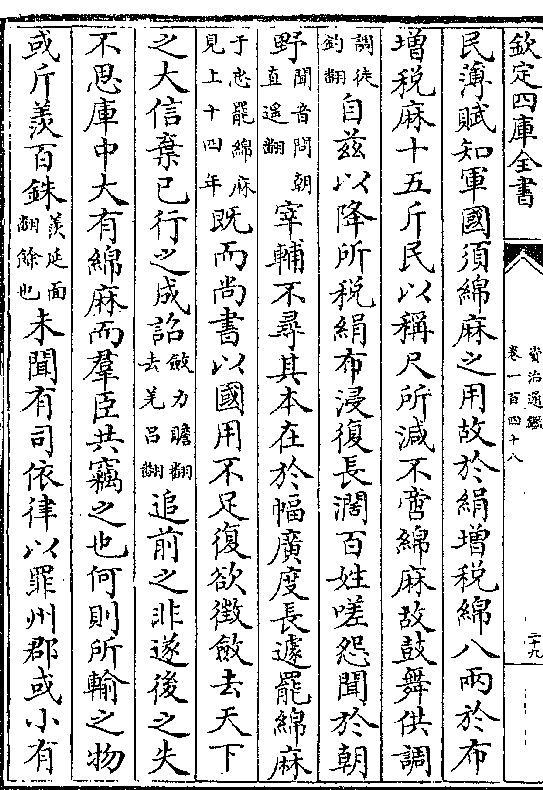 欽定四庫全書
資治通鑑
卷一百四十八
二十九
民薄賦知軍國須綿麻之用故於絹增税綿八兩於布
增税麻十五斤民以稱尺所減不啻綿麻故鼓舞供調
調徒釣翻自兹以降所税絹布浸復長濶百姓嗟怨聞於朝
野聞音問朝直遥翻宰輔不尋其本在於幅廣度長遽罷綿麻
于忠罷綿麻見上十四年既而尚書以國用不足復欲徵斂去天下
之大信棄已行之成詔斂力贍翻去羌呂翻追前之非遂後之失
不思庫中大有綿麻而羣臣共竊之也何則所輸之物
或斤羨百銖羨延面翻餘也未聞有司依律以罪州郡或小有